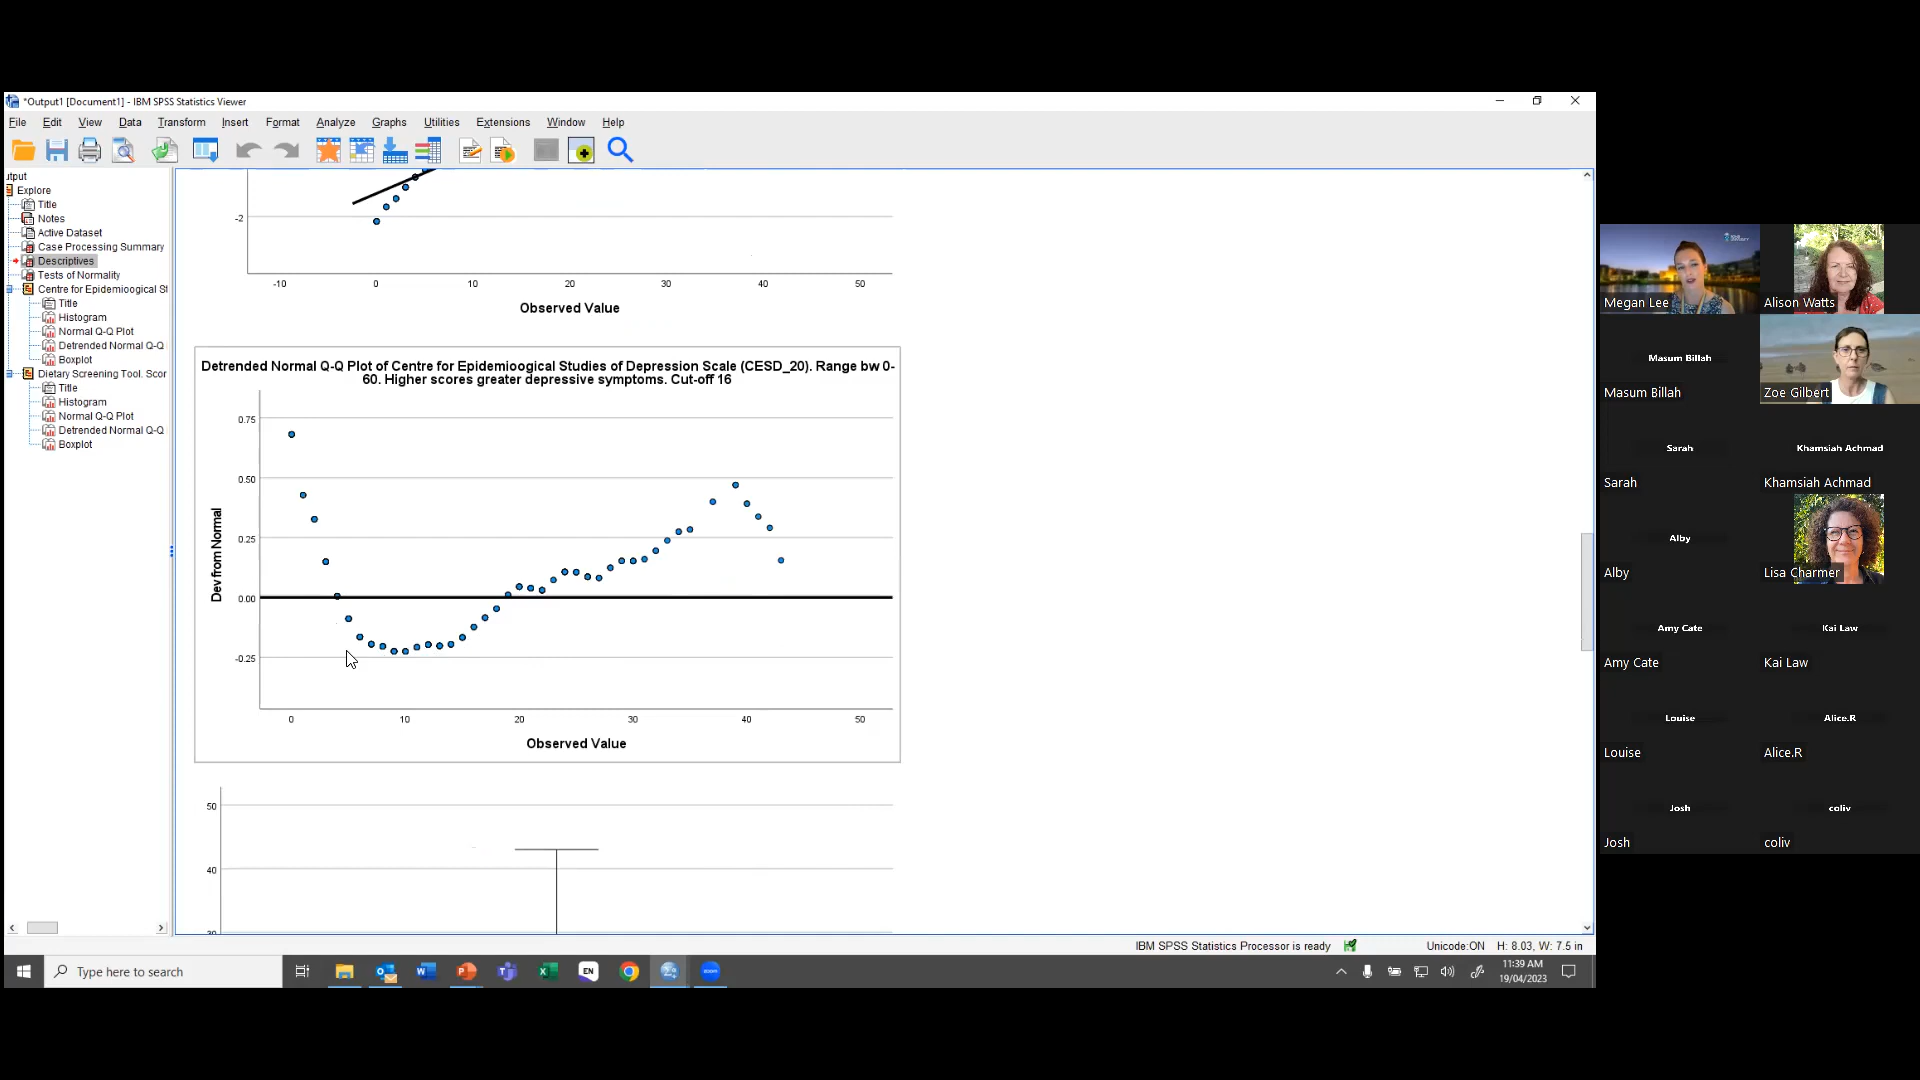 *Output1 [Document1] - IBM SPSS Statistics Viewer
File Edit View Data Transform Insert Format Analyze Graphs Utilities Extensions Window Help
utput
Explore
Title
Notes
Active Dataset
Case Processing Summary
Descriptives
Tests of Normality
Centre for Epidemioogical St
Title
Histogram
Normal Q-Q Plot
Detrended Normal Q-Q
Boxplot
Dietary Screening Tool. Scor
Title
Histogram
Normal Q-Q Plot
Detrended Normal Q-Q
Boxplot
-2
-10 0 10 20 30 40 50
Observed Value
Detrended Normal Q-Q Plot of Centre for Epidemioogical Studies of Depression Scale (CESD_20). Range bw 0-
60. Higher scores greater depressive symptoms. Cut-off 16
Dev from Normal
0.75
0.50
0.25
0.00
-0.25
0 10 20 30 40 50
Observed Value
50
40
30
IBM SPSS Statistics Processor is ready
Unicode:ON H: 8.03, W: 7.5 in
Type here to search
EN
zoom
11:39 AM
19/04/2023
Megan Lee
Alison Watts
Masum Billah
Masum Billah
Zoe Gilbert
Sarah
Khamsiah Achmad
Sarah
Khamsiah Achmad
Alby
Alby
Lisa Charmer
Amy Cate
Kai Law
Amy Cate
Kai Law
Louise
Alice.R
Louise
Alice.R
Josh
coliv
Josh
coliv